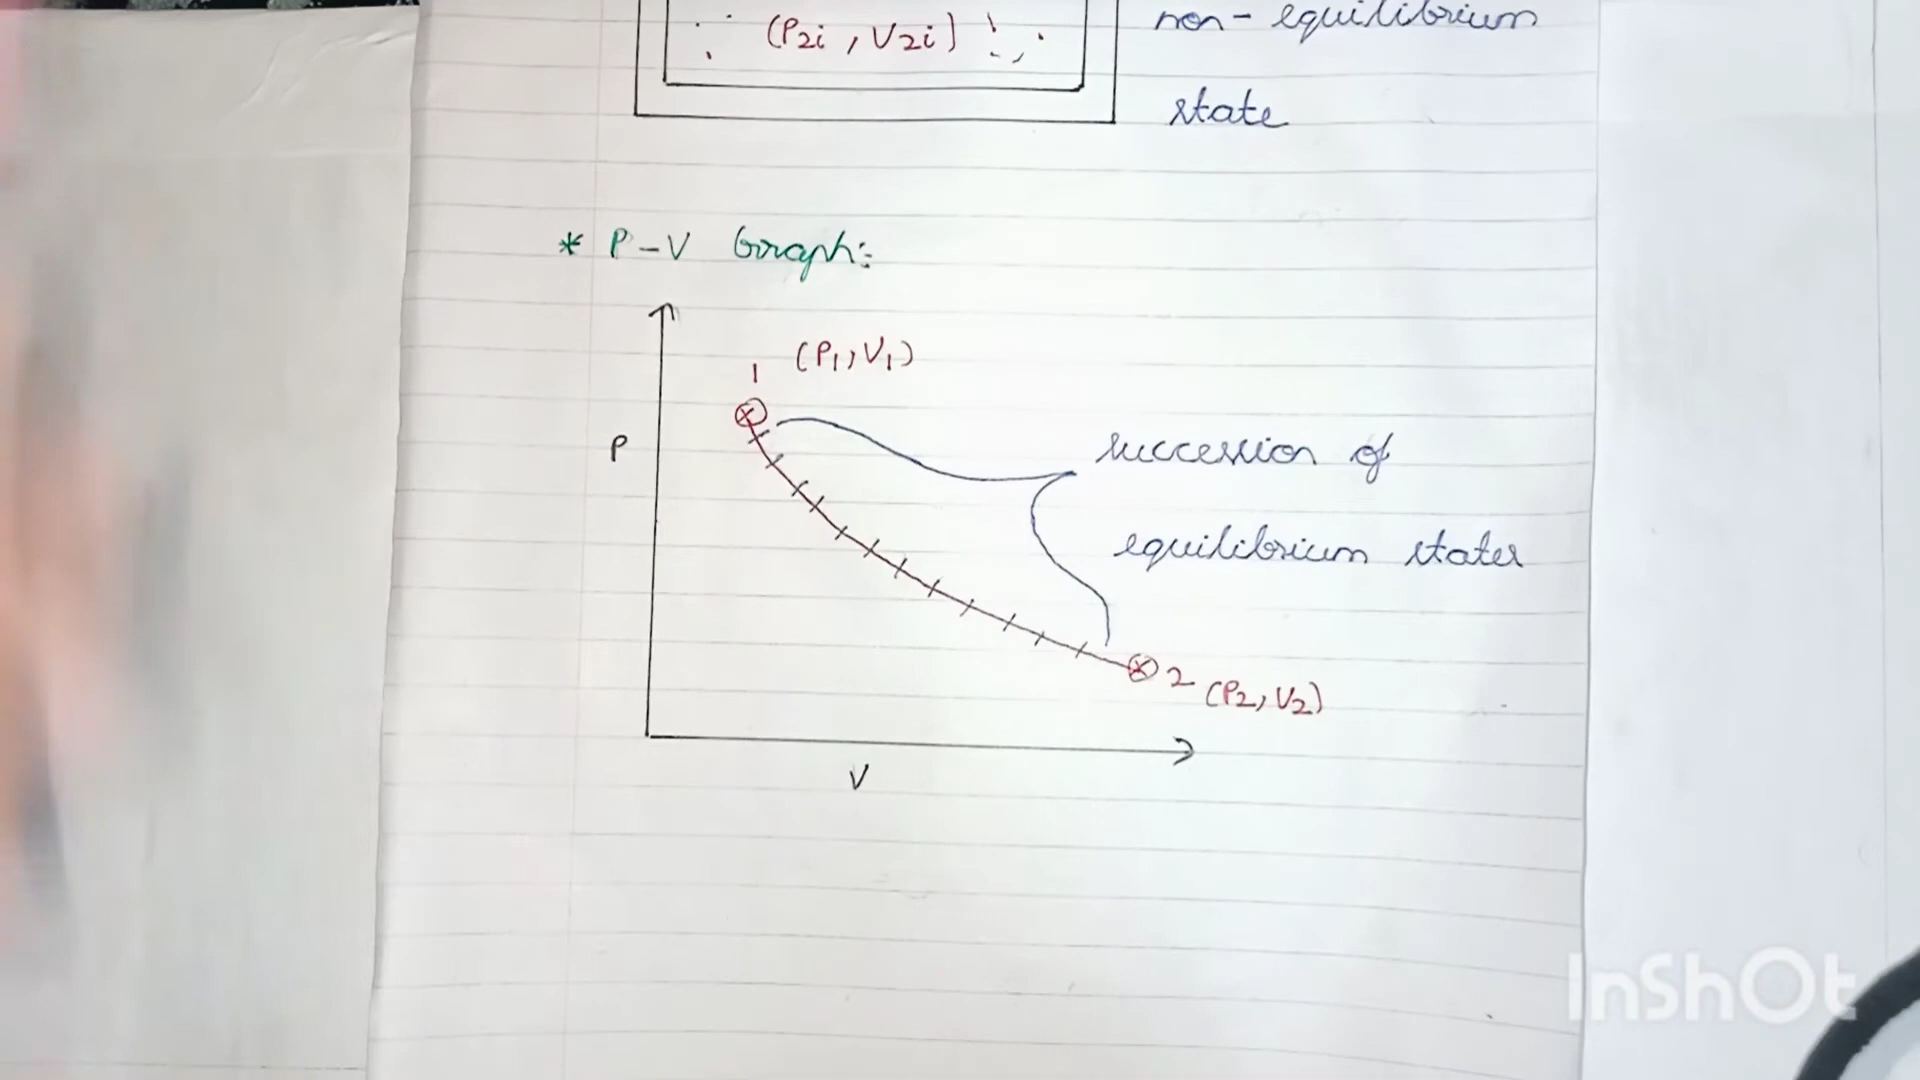 (P2i, V2i)
non-equilibrium
state
* P-V Graph:-
(P1, V1)
1
P
succession of
equilibrium states
2 (P2, V2)
V
InShOt